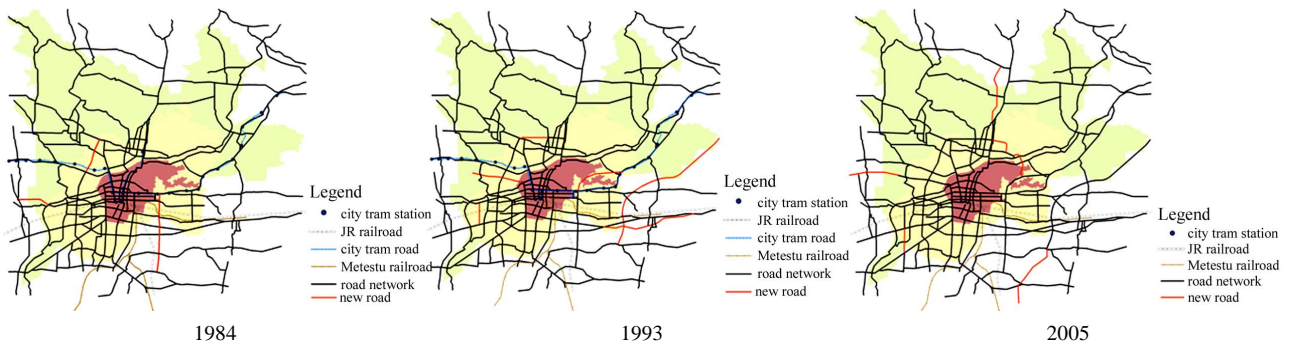 Legend
city tram station
JR railroad
city tram road
Metestu railroad
road network
new road
1984
Legend
city tram station
JR railroad
city tram road
Metestu railroad
road network
new road
1993
Legend
city tram station
JR railroad
Metestu railroad
road network
new road
2005